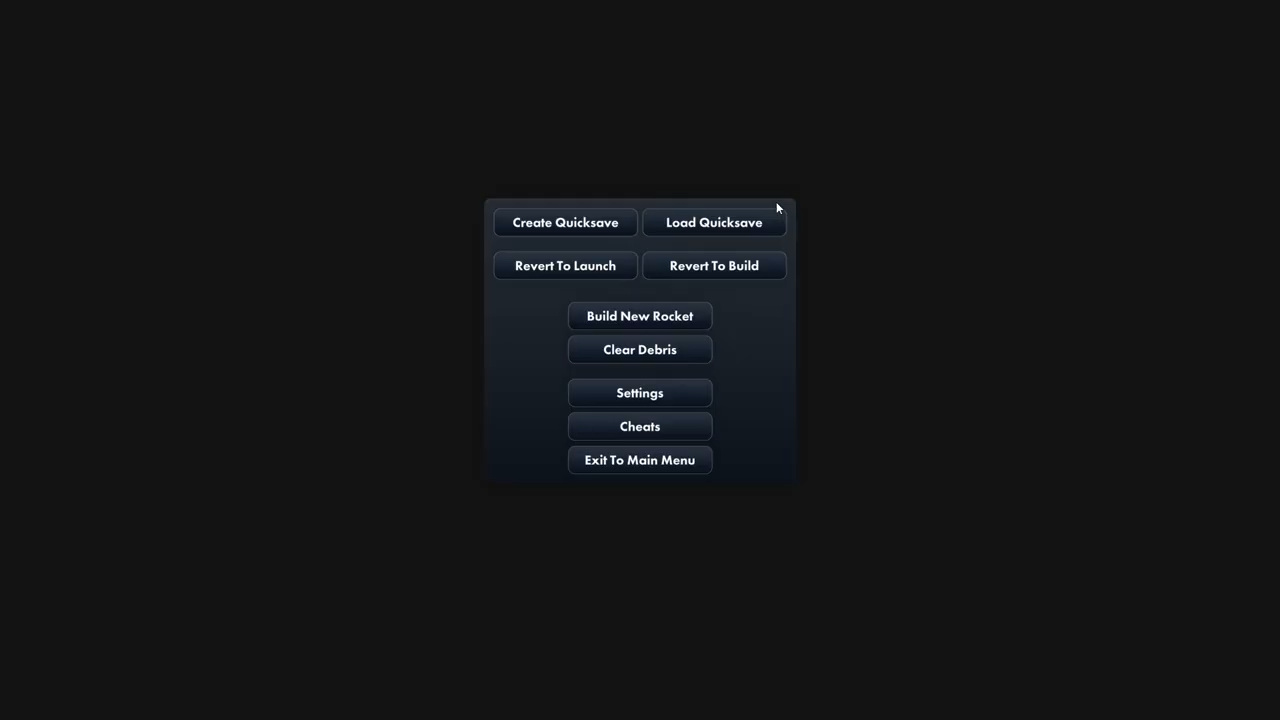 Create Quicksave Load Quicksave
Revert To Launch Revert To Build
Build New Rocket
Clear Debris
Settings
Cheats
Exit To Main Menu